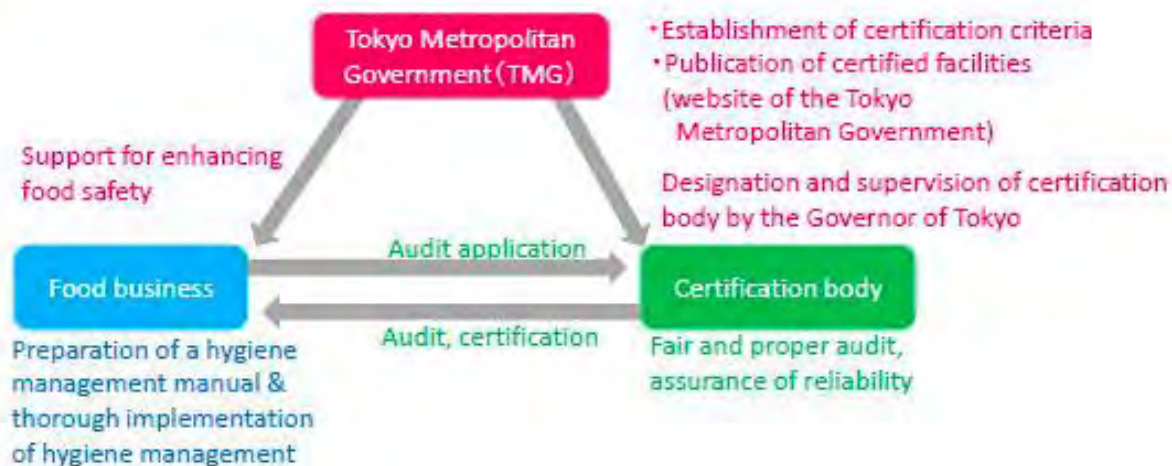 Tokyo Metropolitan
Government(TMG)
・Establishment of certification criteria
・Publication of certified facilities
(website of the Tokyo
Metropolitan Government)
Support for enhancing
food safety
Designation and supervision of certification
body by the Governor of Tokyo
Audit application
Food business
Certification body
Audit, certification
Preparation of a hygiene
management manual &
thorough implementation
of hygiene management
Fair and proper audit,
assurance of reliability